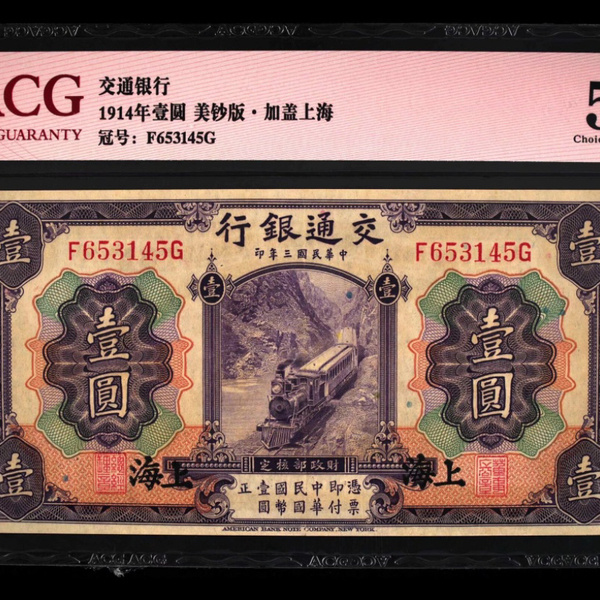 ACG
GUARANTY
交通银行
1914年壹圓 美钞版·加盖上海
冠号: F653145G
5
Choic
交通銀行
中華民國三年印
F653145G
F653145G
壹
壹
壹
壹
壹圓
壹圓
財政部核定
上海
上海
憑票即付中華民國國幣壹圓正
壹
壹
AMERICAN BANK NOTE COMPANY, NEW YORK.